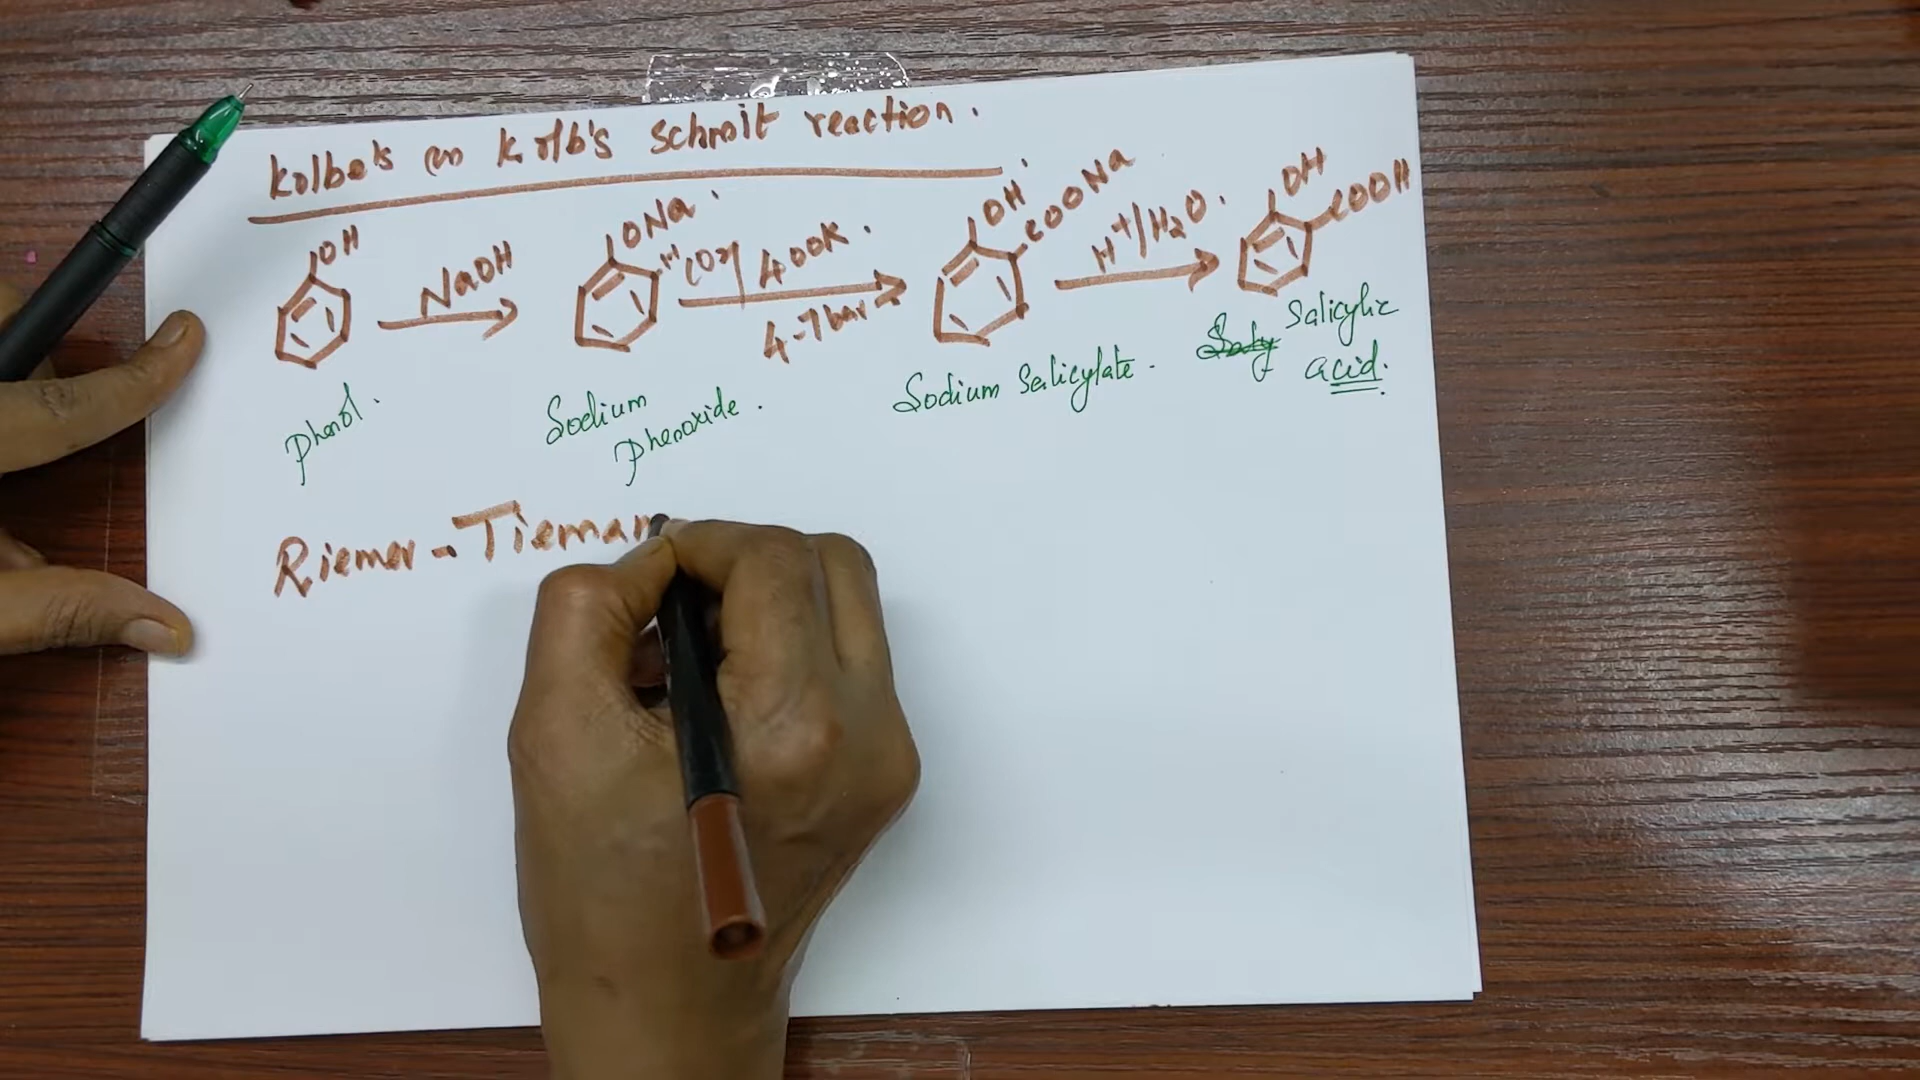 Kolbe's (or) Kolb's Schmit reaction.
OH
NaOH
ONa
H
CO2/400K.
4-7bar
OH
COONa
H+/H2O.
OH
COOH
phenol.
Sodium
phenoxide.
Sodium Salicylate.
Salicylic
acid.
Riemer-Tieman